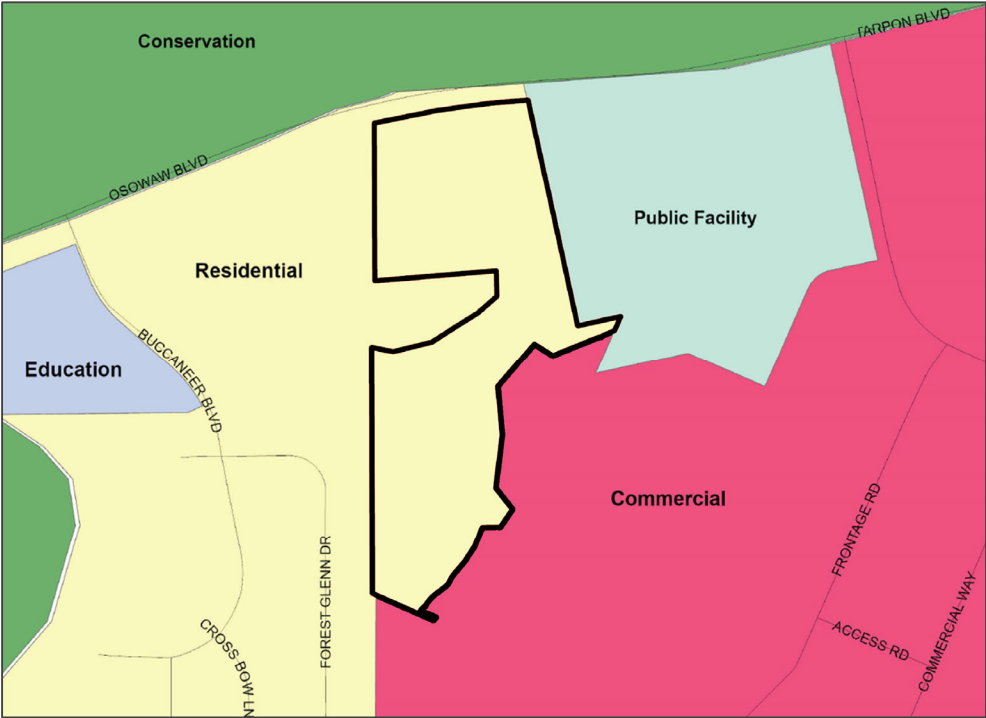 TARPON BLVD
Conservation
OSOWAW BLVD
Public Facility
Residential
BUCCANEER BLVD
Education
Commercial
FRONTAGE RD
FOREST GLENN DR
COMMERCIAL WAY
CROSS BOW LN
ACCESS RD